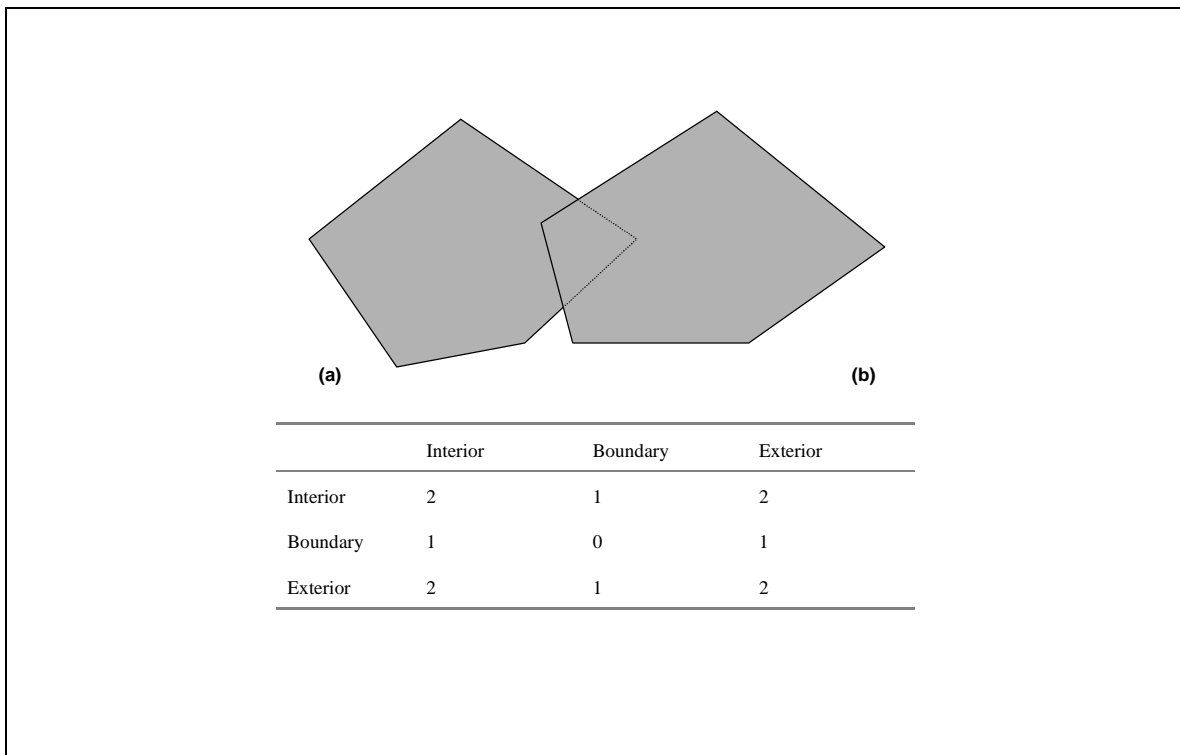 (a) (b)
Interior Boundary Exterior
Interior 2 1 2
Boundary 1 0 1
Exterior 2 1 2